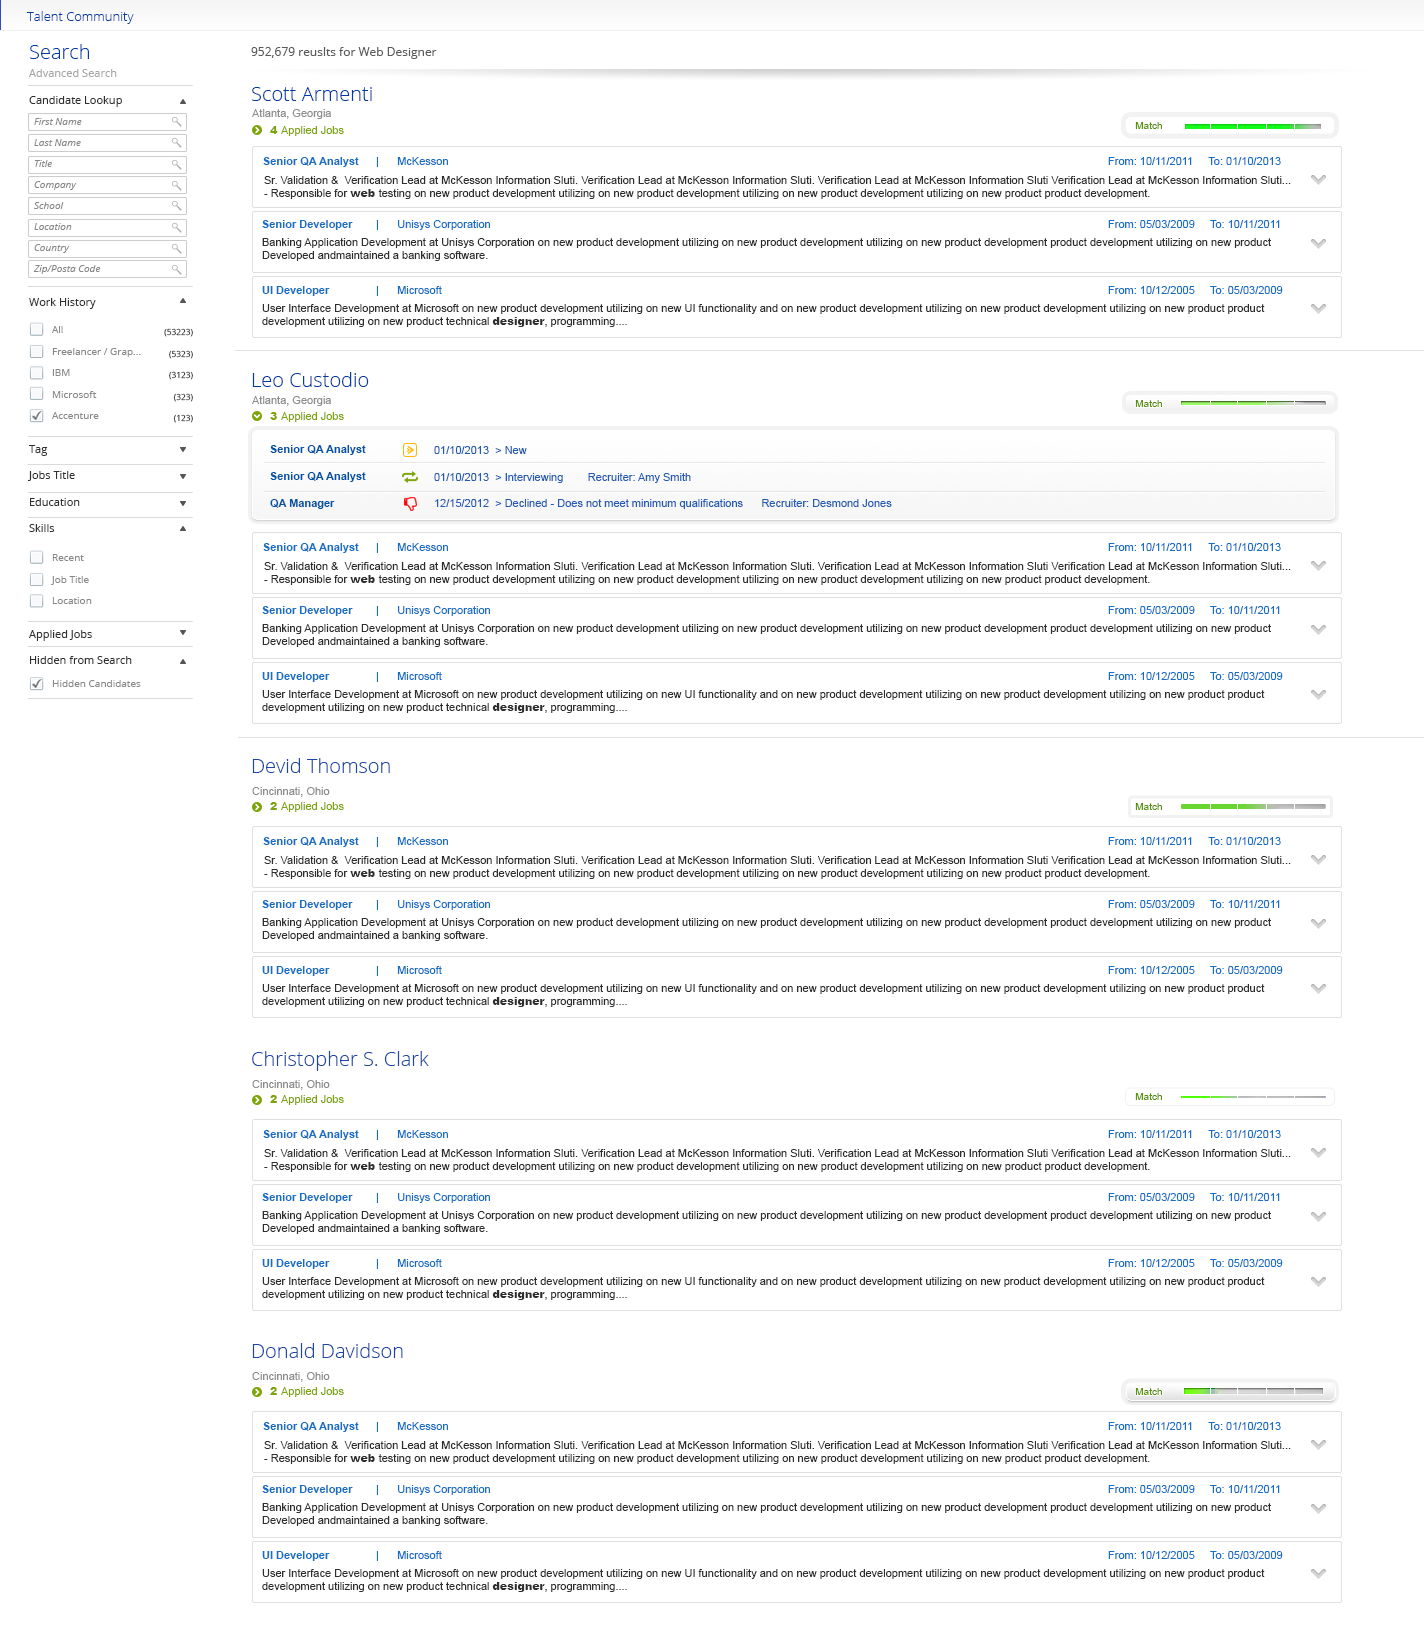 Talent Community
Search
Advanced Search
Candidate Lookup
First Name
Last Name
Title
Company
School
Location
Country
Zip/Posta Code
Work History
All (53223)
Freelancer / Grap... (5323)
IBM (3123)
Microsoft (323)
Accenture (123)
Tag
Jobs Title
Education
Skills
Recent
Job Title
Location
Applied Jobs
Hidden from Search
Hidden Candidates
952,679 reuslts for Web Designer
Scott Armenti
Atlanta, Georgia
4 Applied Jobs
Match
Senior QA Analyst | McKesson From: 10/11/2011 To: 01/10/2013
Sr. Validation & Verification Lead at McKesson Information Sluti. Verification Lead at McKesson Information Sluti. Verification Lead at McKesson Information Sluti Verification Lead at McKesson Information Sluti...
- Responsible for web testing on new product development utilizing on new product development utilizing on new product development utilizing on new product product development.
Senior Developer | Unisys Corporation From: 05/03/2009 To: 10/11/2011
Banking Application Development at Unisys Corporation on new product development utilizing on new product development utilizing on new product development product development utilizing on new product
Developed andmaintained a banking software.
UI Developer | Microsoft From: 10/12/2005 To: 05/03/2009
User Interface Development at Microsoft on new product development utilizing on new UI functionality and on new product development utilizing on new product development utilizing on new product product
development utilizing on new product technical designer, programming....
Leo Custodio
Atlanta, Georgia
3 Applied Jobs
Match
Senior QA Analyst 01/10/2013 > New
Senior QA Analyst 01/10/2013 > Interviewing Recruiter: Amy Smith
QA Manager 12/15/2012 > Declined - Does not meet minimum qualifications Recruiter: Desmond Jones
Senior QA Analyst | McKesson From: 10/11/2011 To: 01/10/2013
Sr. Validation & Verification Lead at McKesson Information Sluti. Verification Lead at McKesson Information Sluti. Verification Lead at McKesson Information Sluti Verification Lead at McKesson Information Sluti...
- Responsible for web testing on new product development utilizing on new product development utilizing on new product development utilizing on new product product development.
Senior Developer | Unisys Corporation From: 05/03/2009 To: 10/11/2011
Banking Application Development at Unisys Corporation on new product development utilizing on new product development utilizing on new product development product development utilizing on new product
Developed andmaintained a banking software.
UI Developer | Microsoft From: 10/12/2005 To: 05/03/2009
User Interface Development at Microsoft on new product development utilizing on new UI functionality and on new product development utilizing on new product development utilizing on new product product
development utilizing on new product technical designer, programming....
Devid Thomson
Cincinnati, Ohio
2 Applied Jobs
Match
Senior QA Analyst | McKesson From: 10/11/2011 To: 01/10/2013
Sr. Validation & Verification Lead at McKesson Information Sluti. Verification Lead at McKesson Information Sluti. Verification Lead at McKesson Information Sluti Verification Lead at McKesson Information Sluti...
- Responsible for web testing on new product development utilizing on new product development utilizing on new product development utilizing on new product product development.
Senior Developer | Unisys Corporation From: 05/03/2009 To: 10/11/2011
Banking Application Development at Unisys Corporation on new product development utilizing on new product development utilizing on new product development product development utilizing on new product
Developed andmaintained a banking software.
UI Developer | Microsoft From: 10/12/2005 To: 05/03/2009
User Interface Development at Microsoft on new product development utilizing on new UI functionality and on new product development utilizing on new product development utilizing on new product product
development utilizing on new product technical designer, programming....
Christopher S. Clark
Cincinnati, Ohio
2 Applied Jobs
Match
Senior QA Analyst | McKesson From: 10/11/2011 To: 01/10/2013
Sr. Validation & Verification Lead at McKesson Information Sluti. Verification Lead at McKesson Information Sluti. Verification Lead at McKesson Information Sluti Verification Lead at McKesson Information Sluti...
- Responsible for web testing on new product development utilizing on new product development utilizing on new product development utilizing on new product product development.
Senior Developer | Unisys Corporation From: 05/03/2009 To: 10/11/2011
Banking Application Development at Unisys Corporation on new product development utilizing on new product development utilizing on new product development product development utilizing on new product
Developed andmaintained a banking software.
UI Developer | Microsoft From: 10/12/2005 To: 05/03/2009
User Interface Development at Microsoft on new product development utilizing on new UI functionality and on new product development utilizing on new product development utilizing on new product product
development utilizing on new product technical designer, programming....
Donald Davidson
Cincinnati, Ohio
2 Applied Jobs
Match
Senior QA Analyst | McKesson From: 10/11/2011 To: 01/10/2013
Sr. Validation & Verification Lead at McKesson Information Sluti. Verification Lead at McKesson Information Sluti. Verification Lead at McKesson Information Sluti Verification Lead at McKesson Information Sluti...
- Responsible for web testing on new product development utilizing on new product development utilizing on new product development utilizing on new product product development.
Senior Developer | Unisys Corporation From: 05/03/2009 To: 10/11/2011
Banking Application Development at Unisys Corporation on new product development utilizing on new product development utilizing on new product development product development utilizing on new product
Developed andmaintained a banking software.
UI Developer | Microsoft From: 10/12/2005 To: 05/03/2009
User Interface Development at Microsoft on new product development utilizing on new UI functionality and on new product development utilizing on new product development utilizing on new product product
development utilizing on new product technical designer, programming....